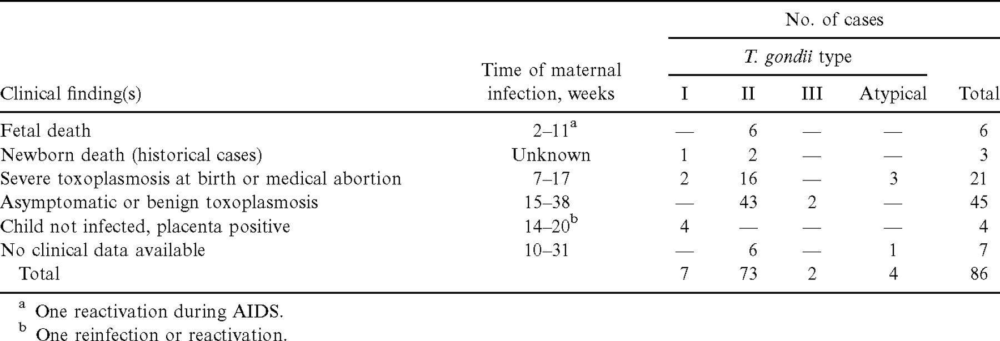 No. of cases
T. gondii type
Time of maternal
Clinical finding(s) infection, weeks I II III Atypical Total
Fetal death 2–11a — 6 — — 6
Newborn death (historical cases) Unknown 1 2 — — 3
Severe toxoplasmosis at birth or medical abortion 7–17 2 16 — 3 21
Asymptomatic or benign toxoplasmosis 15–38 — 43 2 — 45
Child not infected, placenta positive 14–20b 4 — — — 4
No clinical data available 10–31 — 6 — 1 7
Total 7 73 2 4 86
a One reactivation during AIDS.
b One reinfection or reactivation.